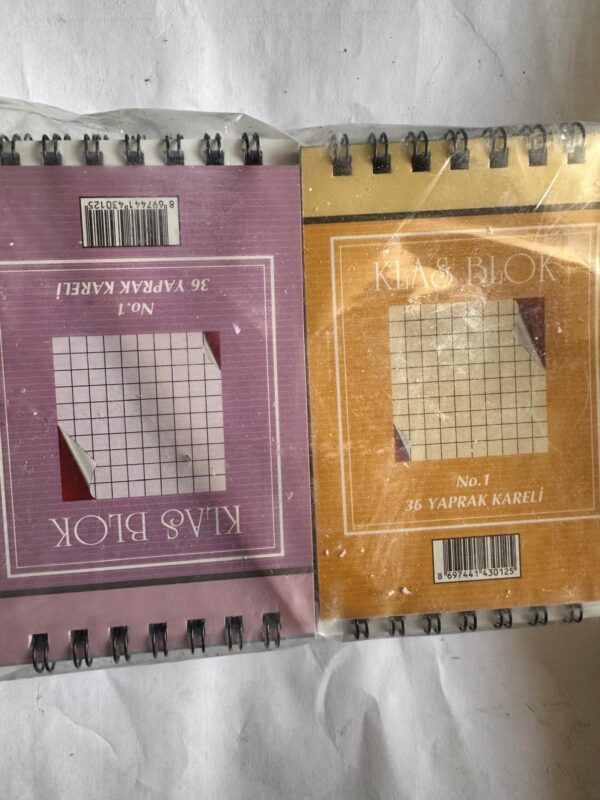 8 697441 430125
36 YAPRAK KARELİ
No.1
KLAS BLOK
KLAS BLOK
No.1
36 YAPRAK KARELİ
8 697441 430125